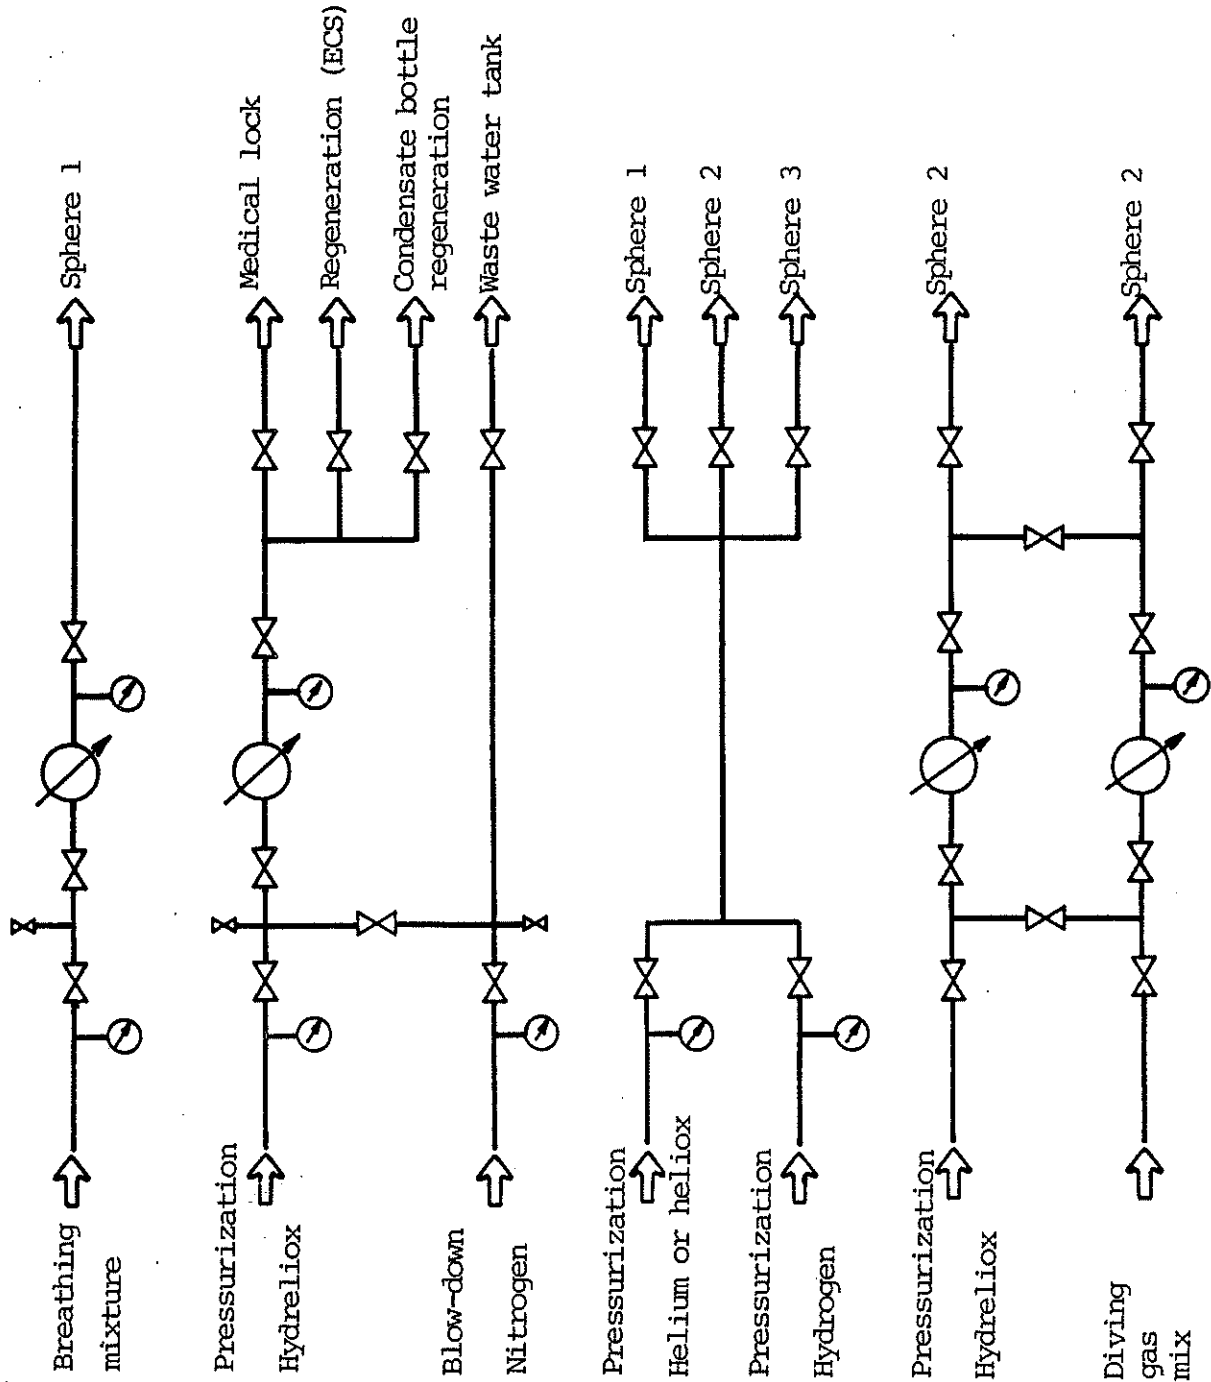 Breathing
mixture
Sphere 1
Pressurization
Hydreliox
Medical lock
Regeneration (ECS)
Condensate bottle
regeneration
Blow-down
Nitrogen
Waste water tank
Pressurization
Helium or heliox
Pressurization
Hydrogen
Sphere 1
Sphere 2
Sphere 3
Pressurization
Hydreliox
Sphere 2
Diving
gas
mix
Sphere 2